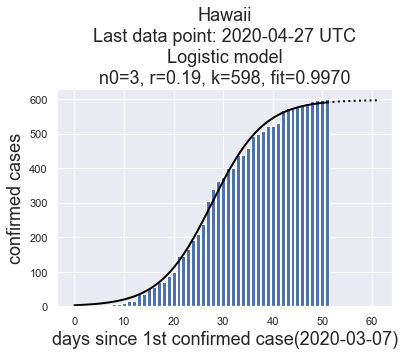 Hawaii
Last data point: 2020-04-27 UTC
Logistic model
n0=3, r=0.19, k=598, fit=0.9970
600
500
400
300
200
100
0
confirmed cases
0 10 20 30 40 50 60
days since 1st confirmed case(2020-03-07)